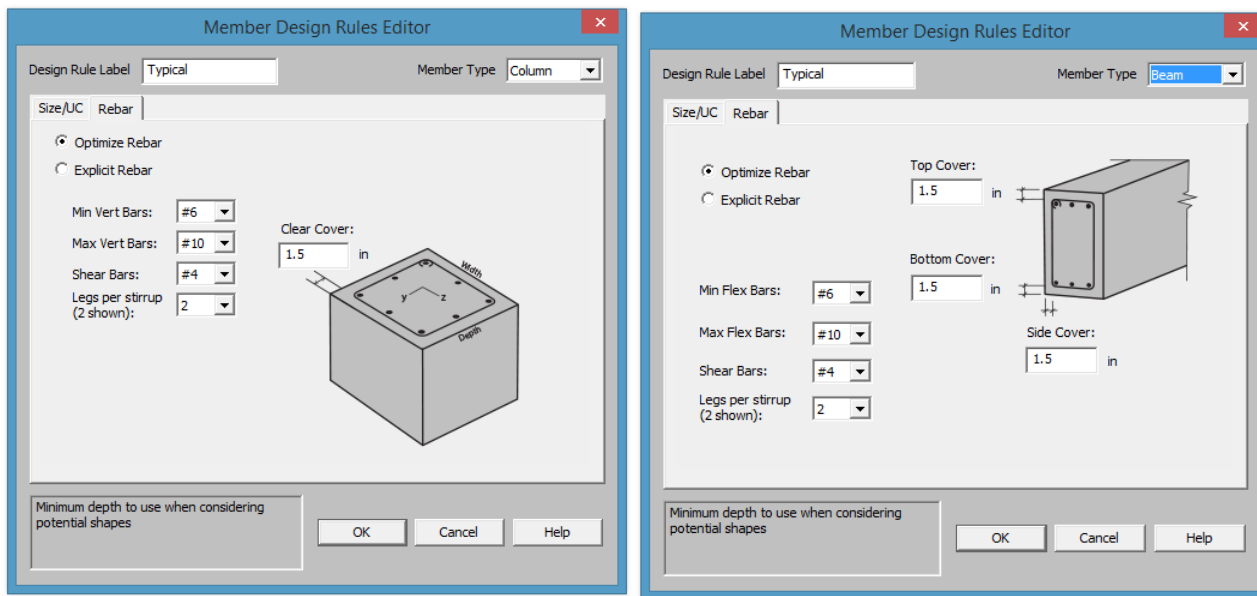 Member Design Rules Editor
Design Rule Label Typical Member Type Column
Size/UC Rebar
Optimize Rebar
Explicit Rebar
Min Vert Bars: #6
Max Vert Bars: #10
Shear Bars: #4
Legs per stirrup
(2 shown): 2
Clear Cover:
1.5 in
Width
y z
Depth
Minimum depth to use when considering
potential shapes
OK Cancel Help
Member Design Rules Editor
Design Rule Label Typical Member Type Beam
Size/UC Rebar
Optimize Rebar
Explicit Rebar
Top Cover:
1.5 in
Bottom Cover:
1.5 in
Min Flex Bars: #6
Max Flex Bars: #10
Shear Bars: #4
Legs per stirrup
(2 shown): 2
Side Cover:
1.5 in
Minimum depth to use when considering
potential shapes
OK Cancel Help